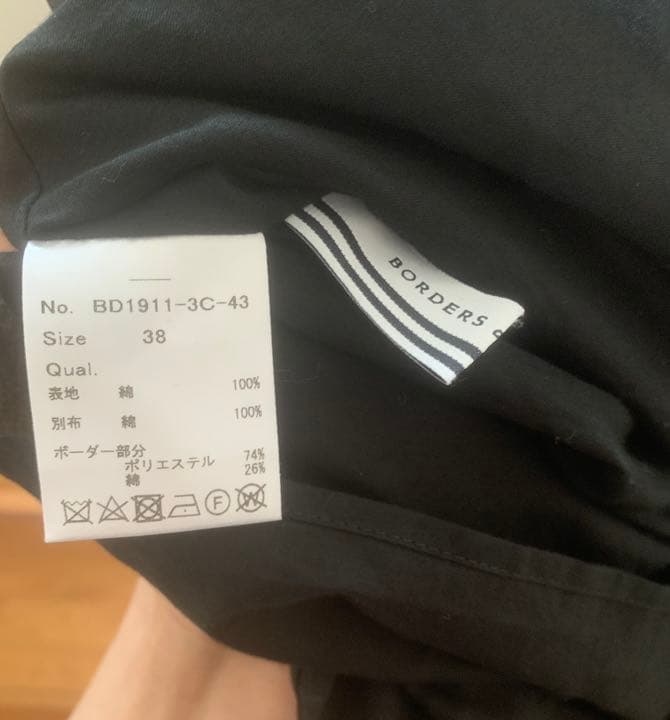 No. BD1911-3C-43
Size 38
Qual.
表地 綿 100%
別布 綿 100%
ボーダー部分
ポリエステル 74%
綿 26%
F W
BORDERS